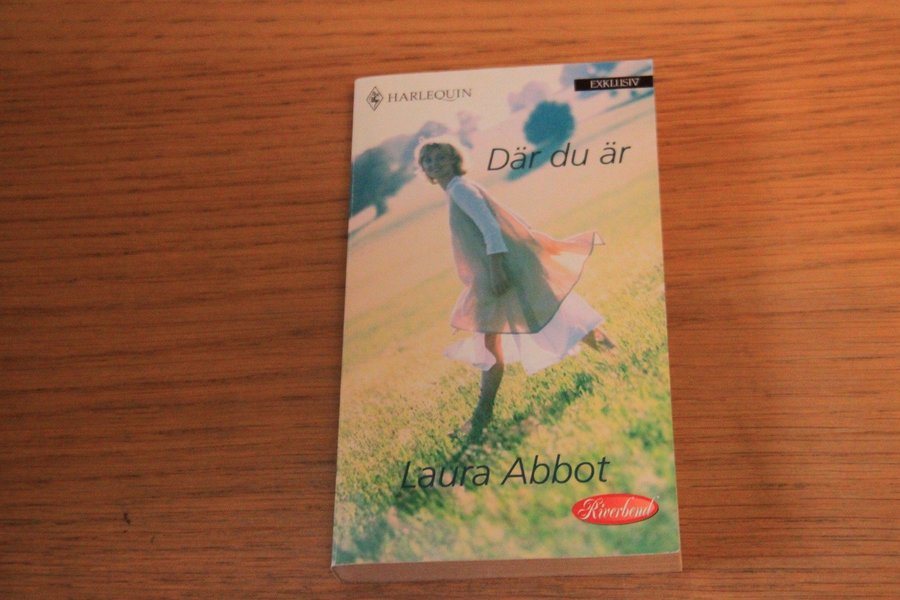 HARLEQUIN
EXKLUSIV
Där du är
Laura Abbot
Riverbend